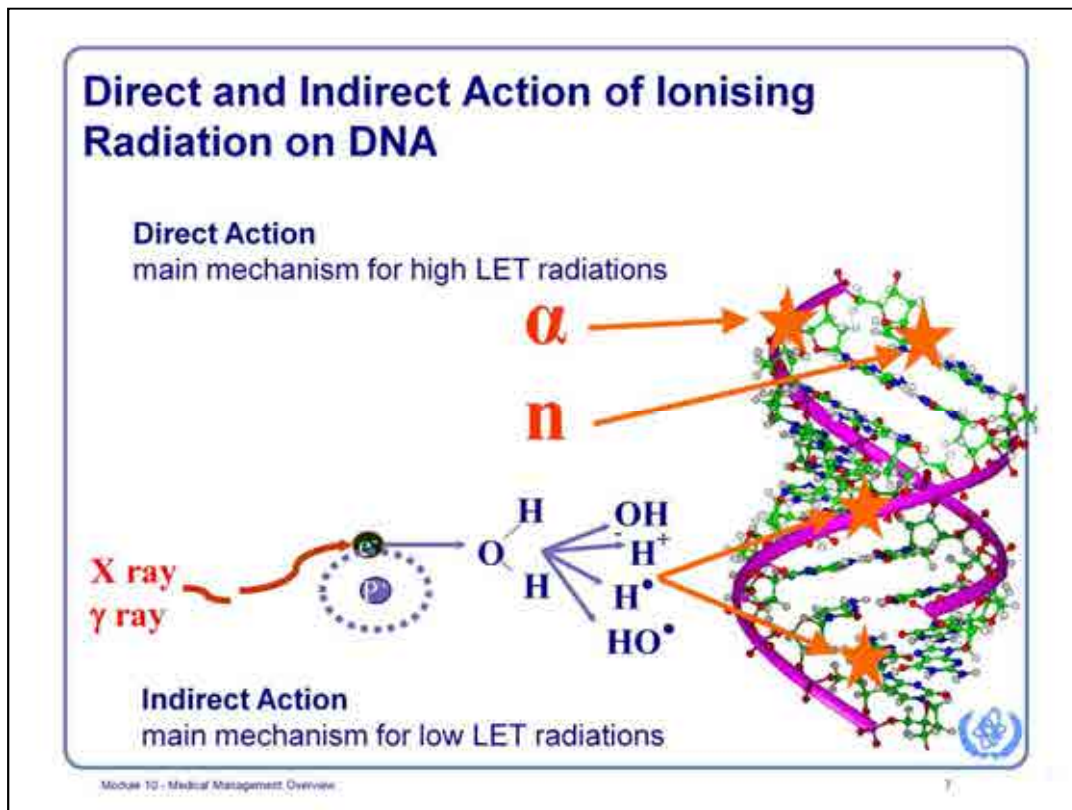 Direct and Indirect Action of Ionising
Radiation on DNA
Direct Action
main mechanism for high LET radiations
α
n
H
O
H
OH
-
H+
H•
HO•
X ray
γ ray
e-
P+
Indirect Action
main mechanism for low LET radiations
Module 10 - Medical Management Overview
7